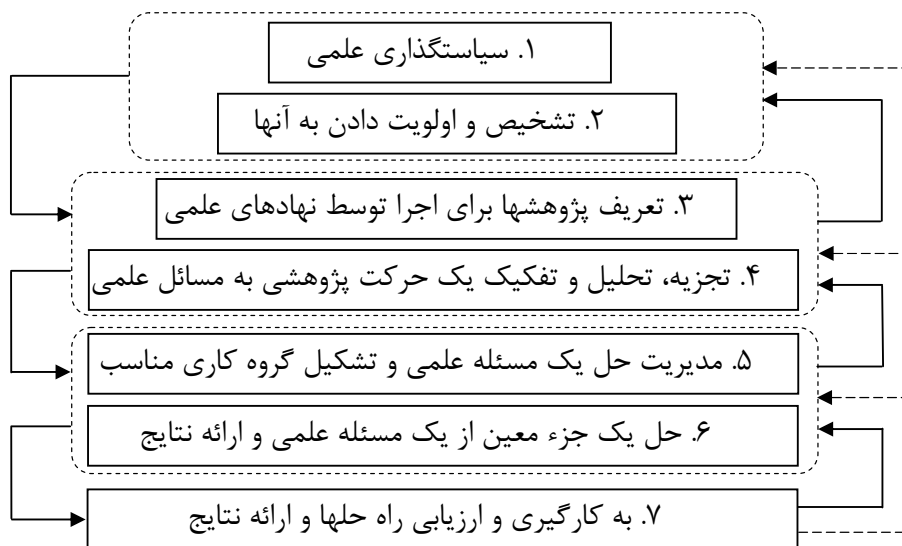 ۱. سیاستگذاری علمی
۲. تشخیص و اولویت دادن به آنها
۳. تعریف پژوهشها برای اجرا توسط نهادهای علمی
۴. تجزیه، تحلیل و تفکیک یک حرکت پژوهشی به مسائل علمی
۵. مدیریت حل یک مسئله علمی و تشکیل گروه کاری مناسب
۶. حل یک جزء معین از یک مسئله علمی و ارائه نتایج
۷. به کارگیری و ارزیابی راه حلها و ارائه نتایج